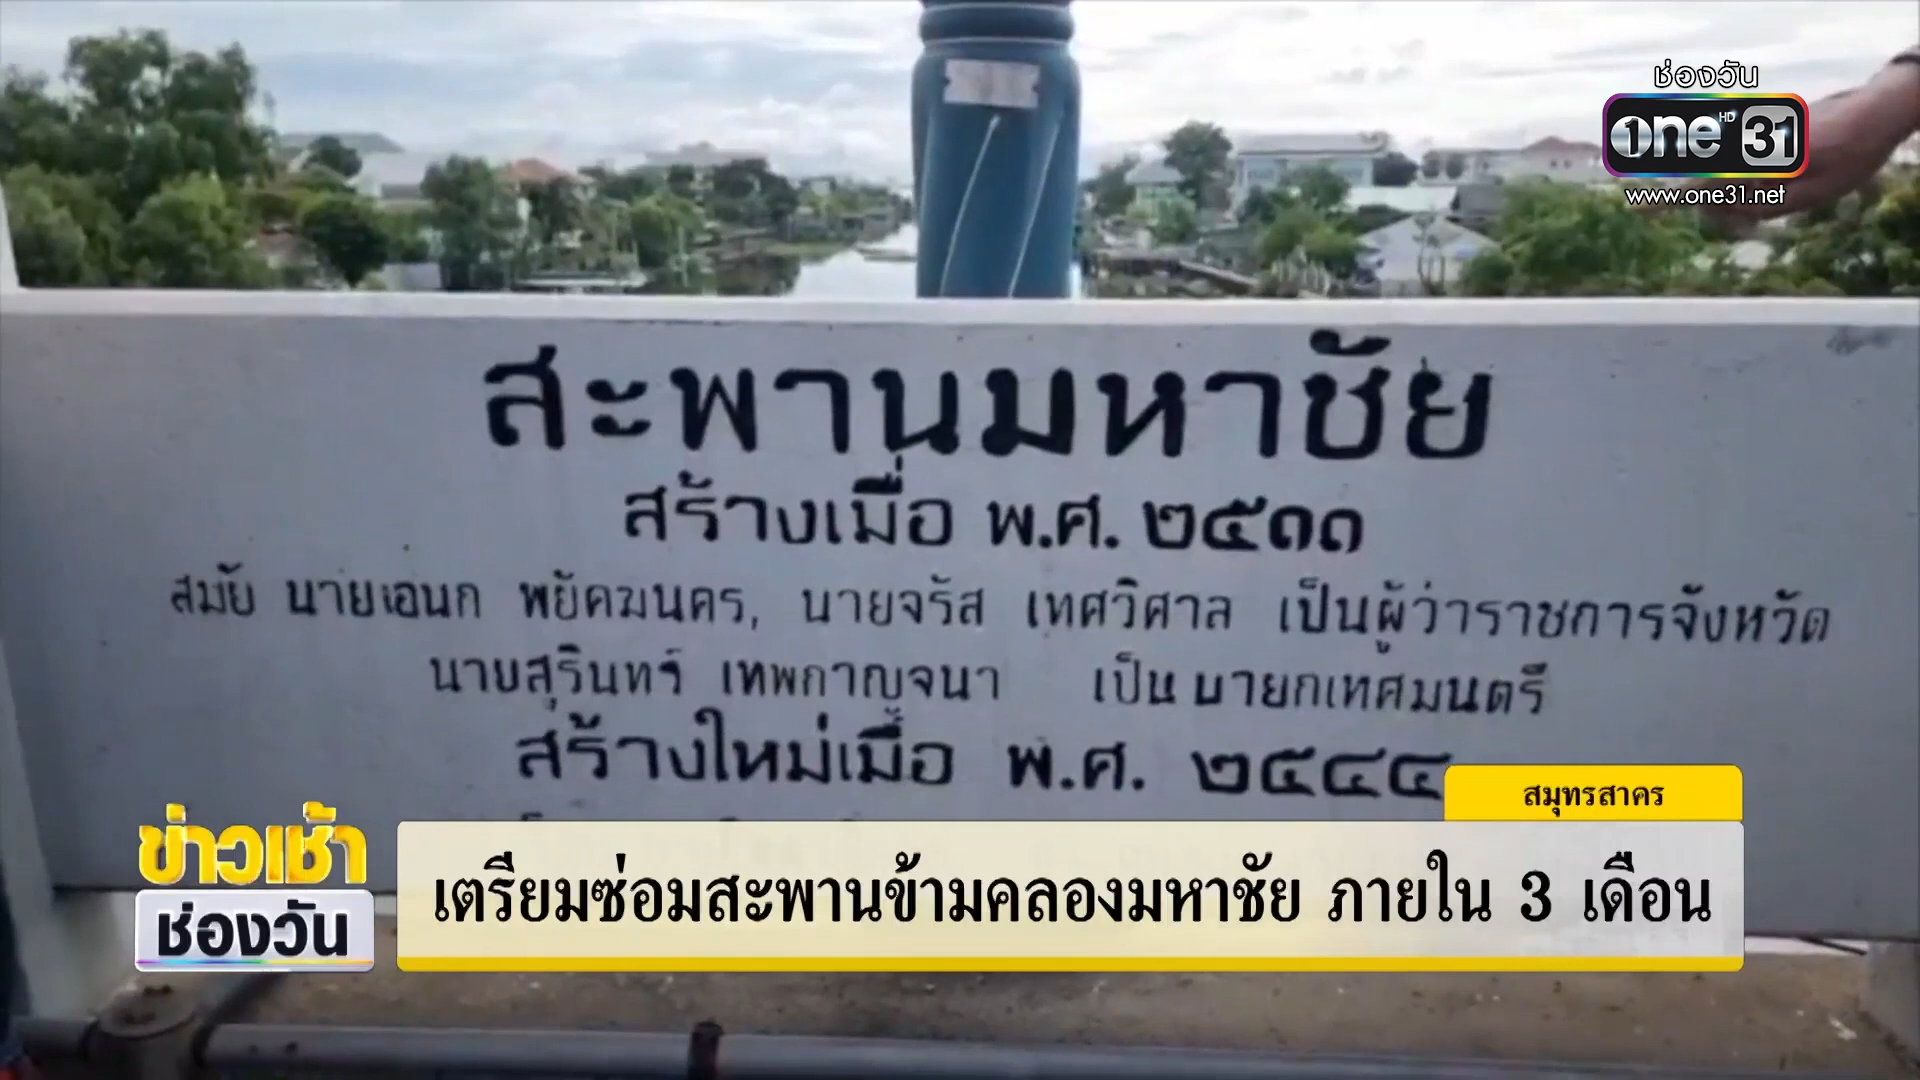 ช่องวัน
one HD 31
www.one31.net
สะพานมหาชัย
สร้างเมื่อ พ.ศ. ๒๕๑๑
สมัย นายเอนก พยัคฆนคร, นายจรัส เทศวิศาล เป็นผู้ว่าราชการจังหวัด
นายสุรินทร์ เทพกาญจนา เป็นนายกเทศมนตรี
สร้างใหม่เมื่อ พ.ศ. ๒๕๔๔
สมุทรสาคร
ข่าวเช้า
ช่องวัน
เตรียมซ่อมสะพานข้ามคลองมหาชัย ภายใน 3 เดือน